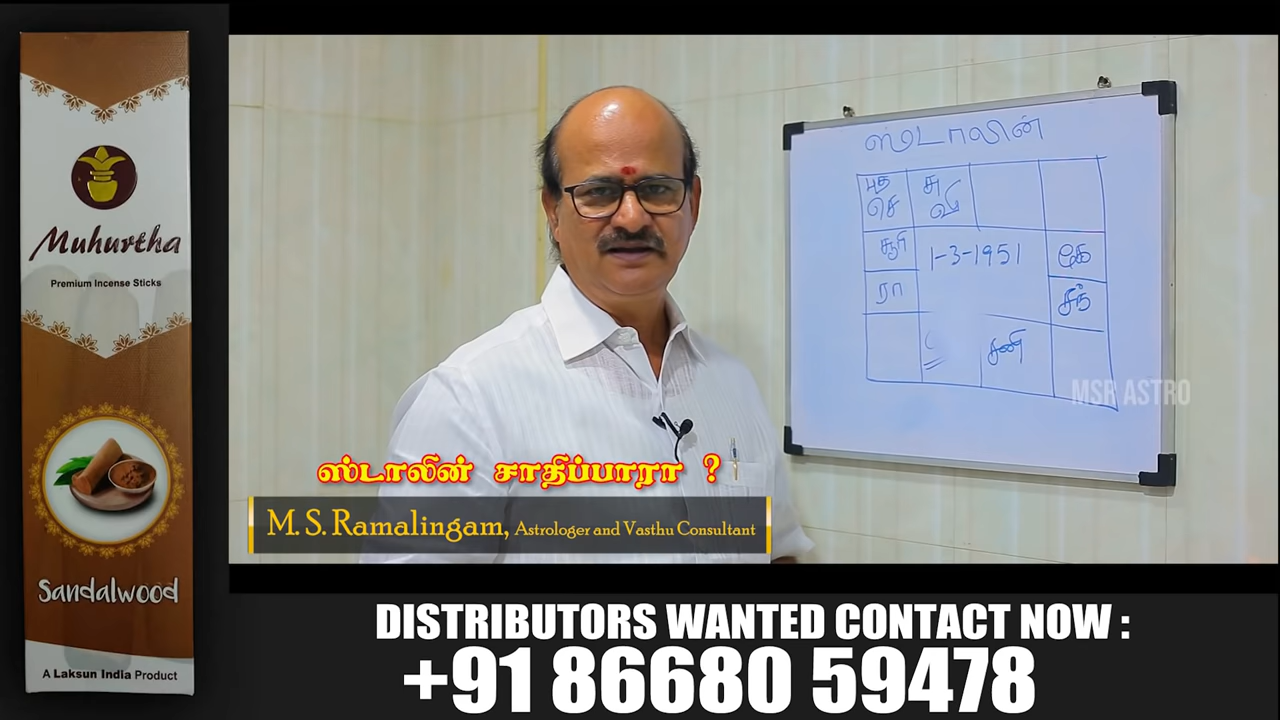 Muhurtha
Premium Incense Sticks
Sandalwood
A Laksun India Product
ஸ்டாலின்
புத சு
செ வி
சூரி 1-3-1951 கே
ரா
சனி
MSR ASTRO
ஸ்டாலின் சாதிப்பாரா ?
M. S. Ramalingam, Astrologer and Vasthu Consultant
DISTRIBUTORS WANTED CONTACT NOW :
+91 86680 59478